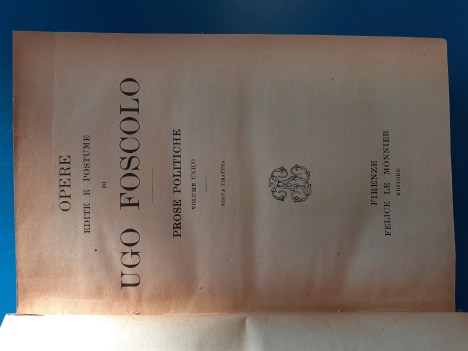 OPERE
EDITE E POSTUME
DI
UGO FOSCOLO
PROSE POLITICHE
VOLUME UNICO
FIRENZE
FELICE LE MONNIER
EDITORE